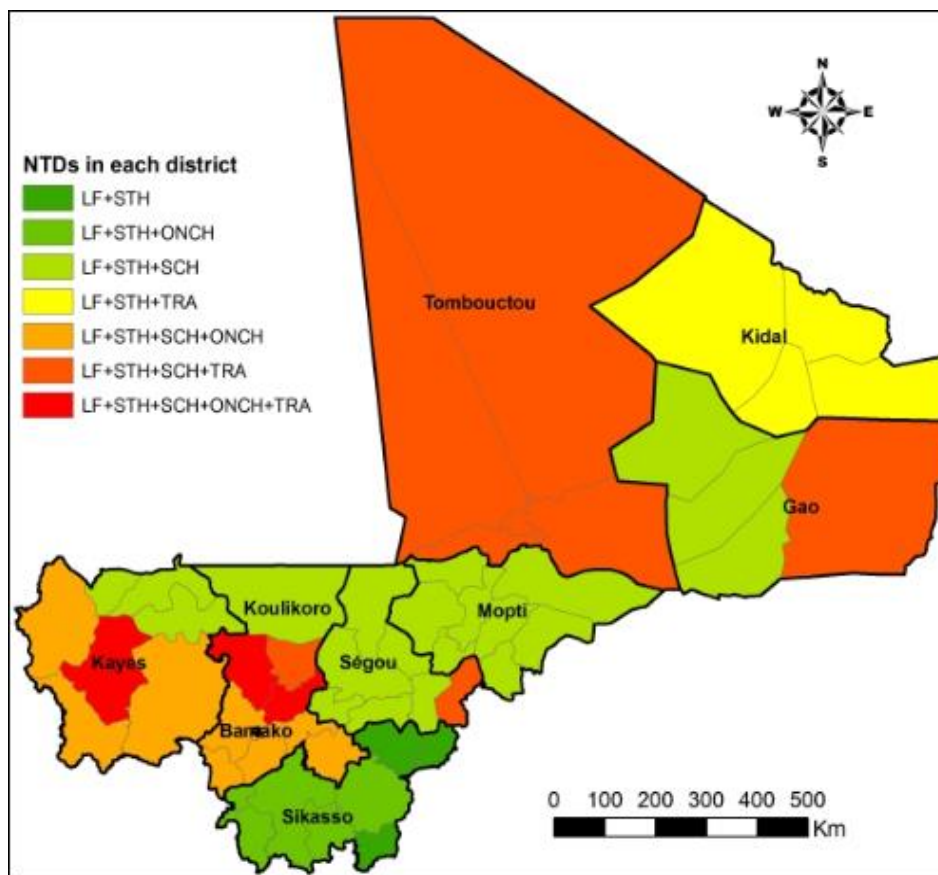 N
W E
S
NTDs in each district
LF+STH
LF+STH+ONCH
LF+STH+SCH
LF+STH+TRA
LF+STH+SCH+ONCH
LF+STH+SCH+TRA
LF+STH+SCH+ONCH+TRA
Tombouctou
Kidal
Gao
Koulikoro
Mopti
Kayes
Ségou
Bamako
Sikasso
0 100 200 300 400 500
Km